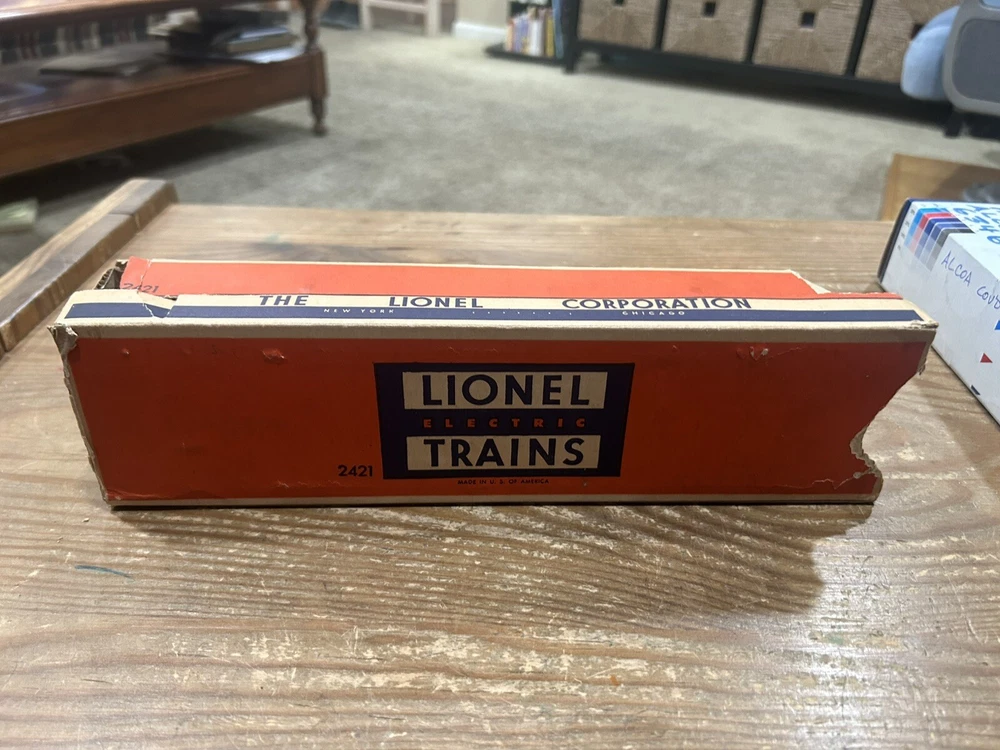 2421
THE LIONEL CORPORATION
NEW YORK . . . . . . . CHICAGO
LIONEL
ELECTRIC
TRAINS
2421
MADE IN U. S. OF AMERICA
ALCOA